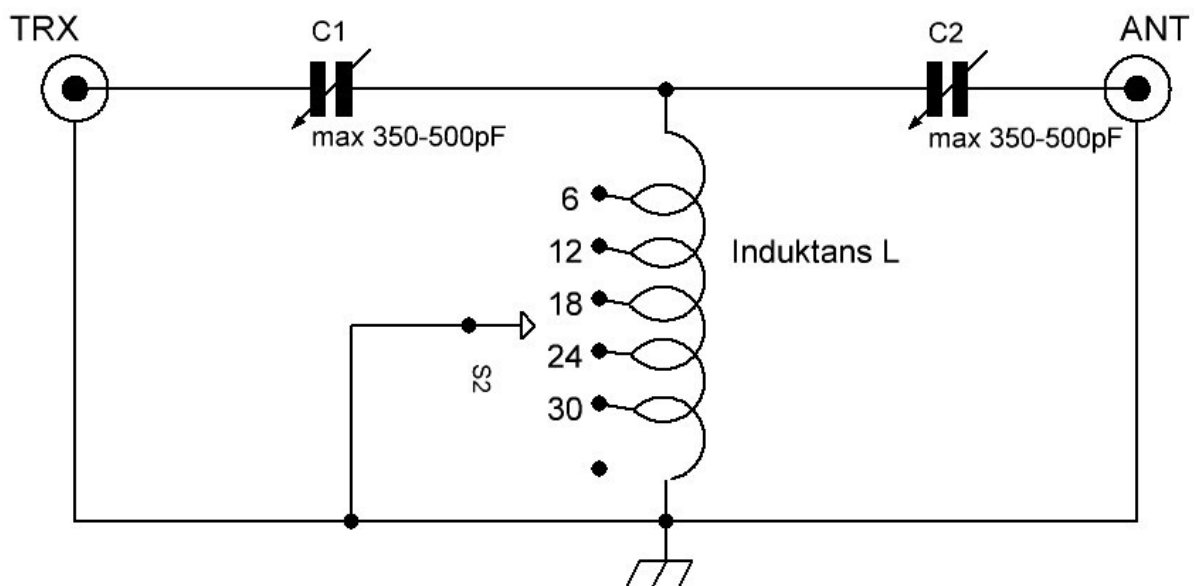 TRX
C1
C2
ANT
max 350-500pF
max 350-500pF
6
12
Induktans L
18
24
S2
30